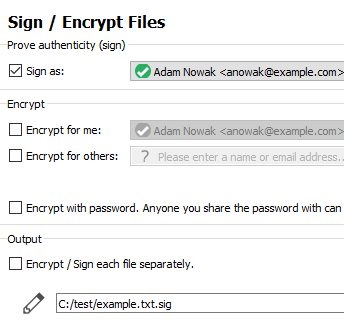 Sign / Encrypt Files
Prove authenticity (sign)
Sign as:
Adam Nowak <anowak@example.com>
Encrypt
Encrypt for me:
Adam Nowak <anowak@example.com>
Encrypt for others:
? Please enter a name or email address..
Encrypt with password. Anyone you share the password with can
Output
Encrypt / Sign each file separately.
C:/test/example.txt.sig